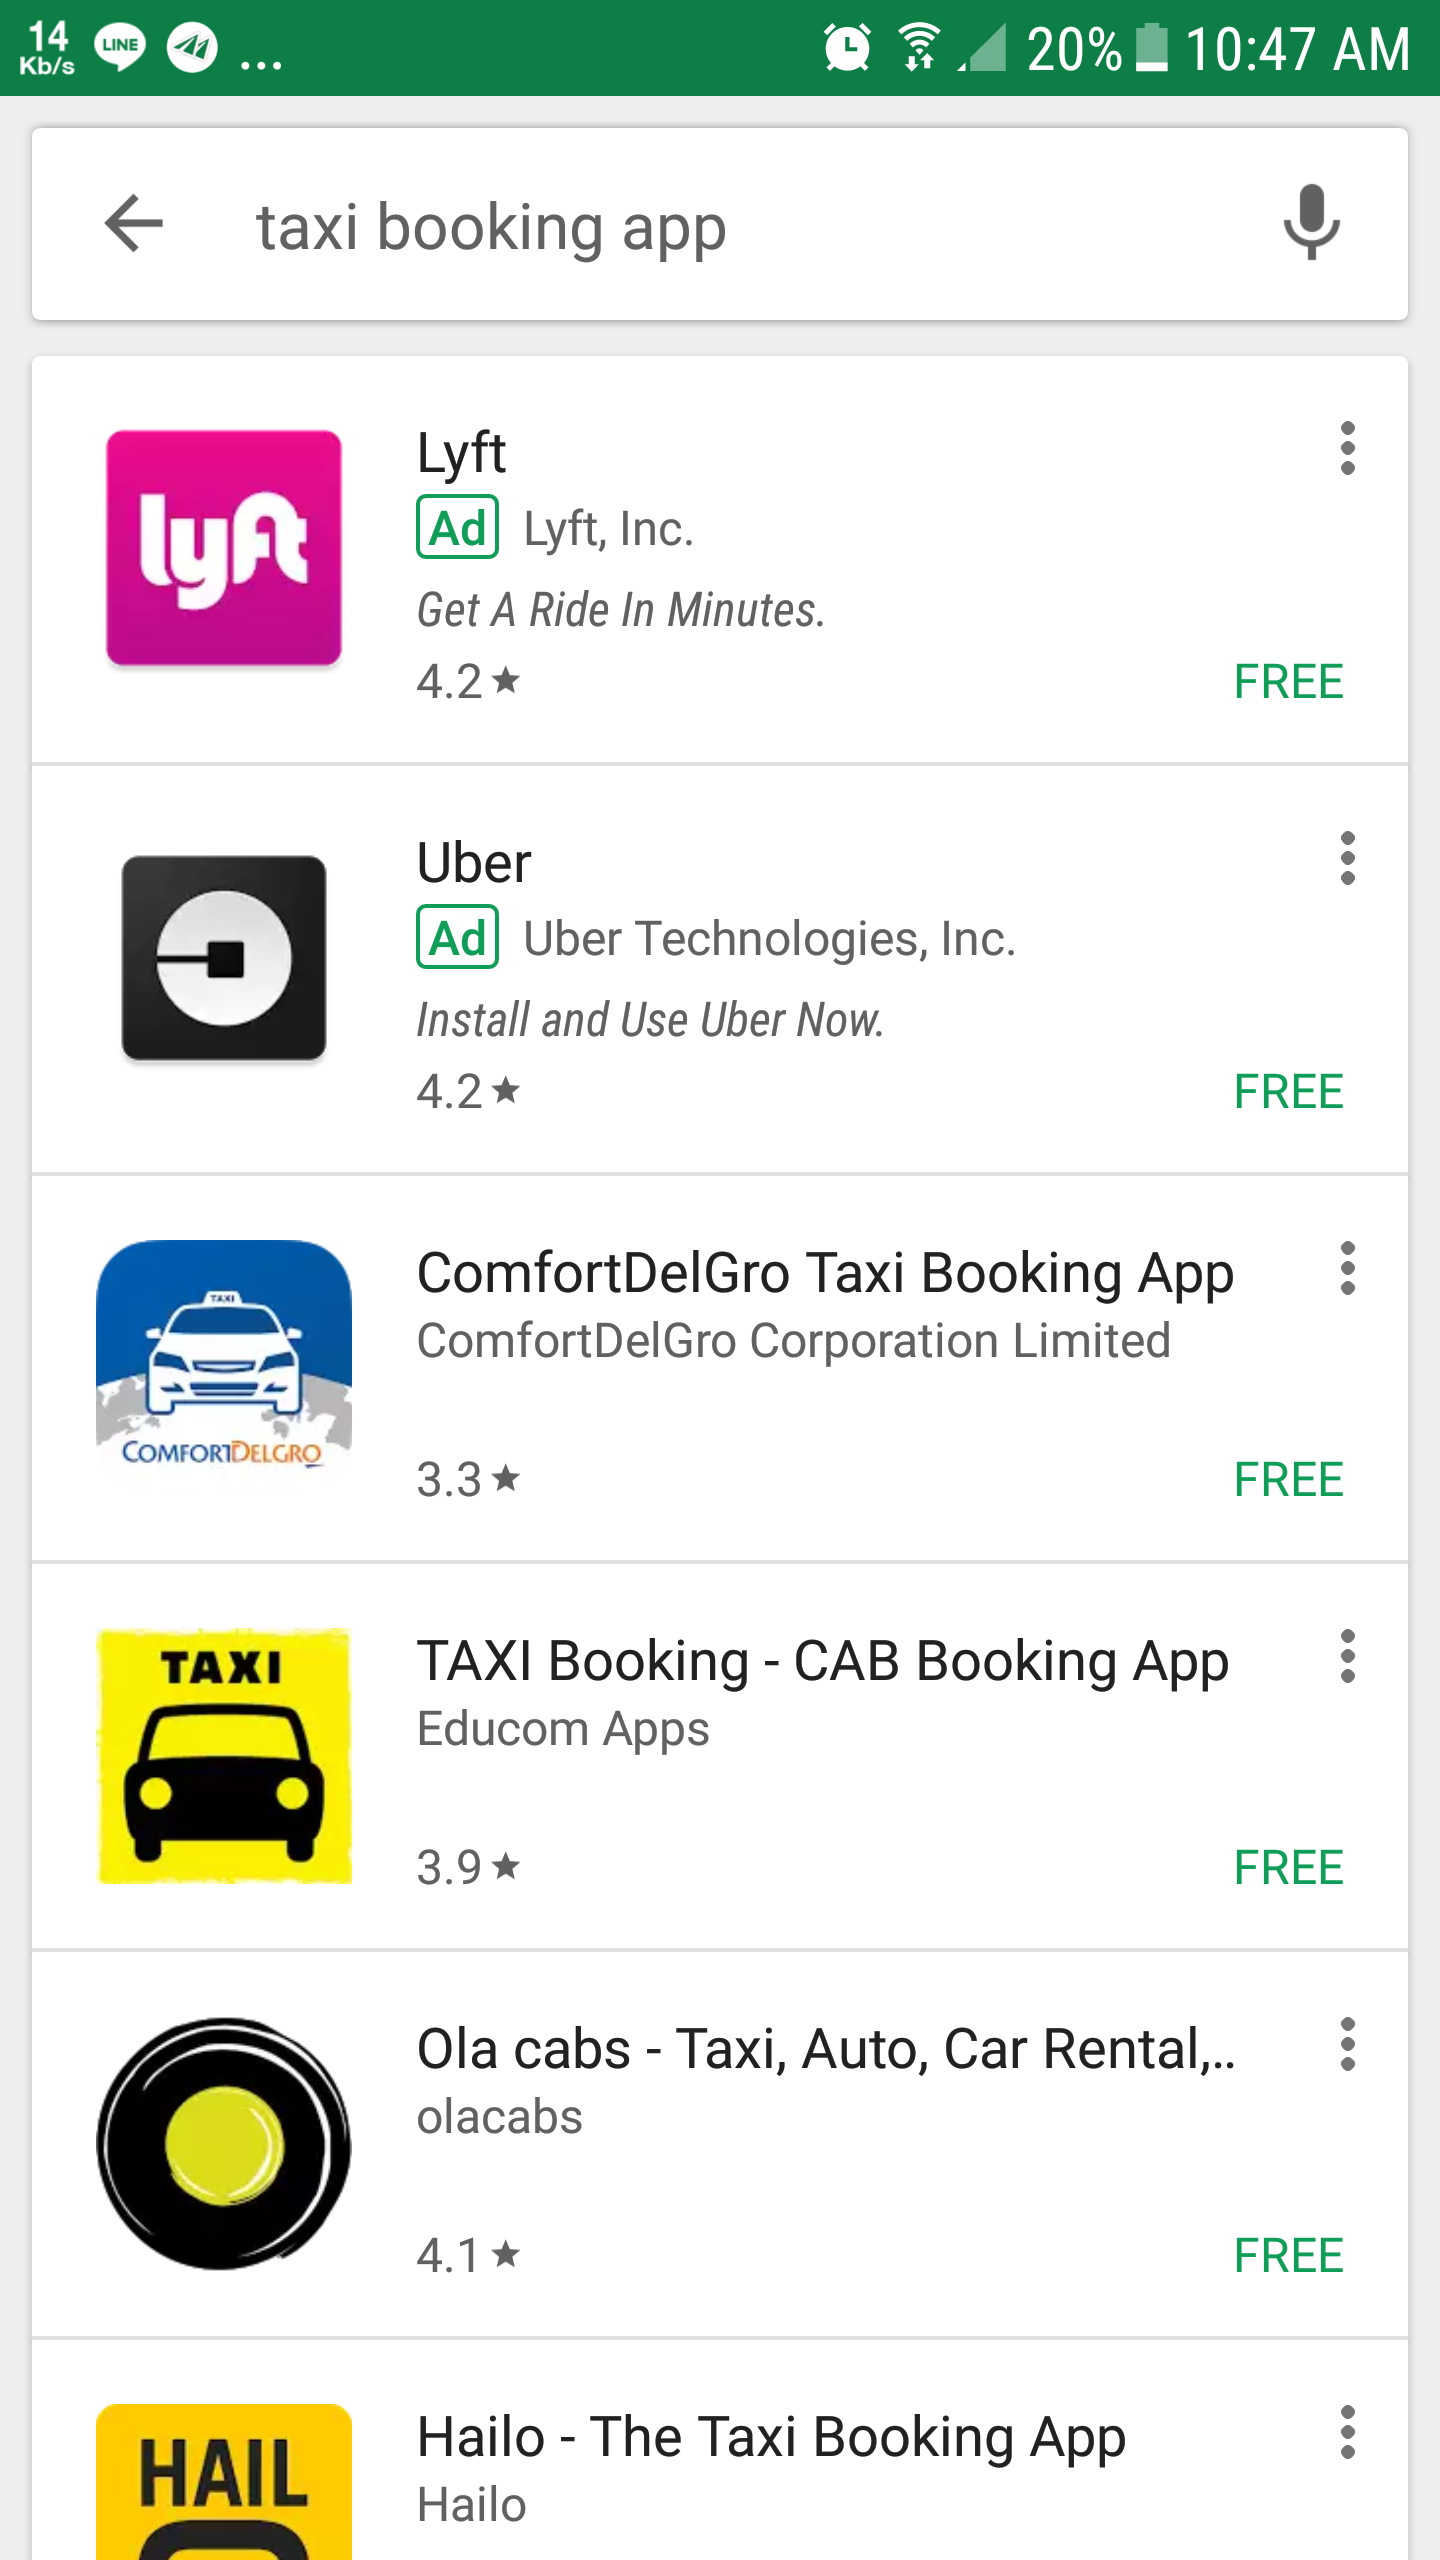 14
Kb/s
LINE
...
20%
10:47 AM
taxi booking app
lyft
Lyft
Ad Lyft, Inc.
Get A Ride In Minutes.
4.2★
FREE
Uber
Ad Uber Technologies, Inc.
Install and Use Uber Now.
4.2★
FREE
TAXI
COMFORTDELGRO
ComfortDelGro Taxi Booking App
ComfortDelGro Corporation Limited
3.3★
FREE
TAXI
TAXI Booking - CAB Booking App
Educom Apps
3.9★
FREE
Ola cabs - Taxi, Auto, Car Rental,..
olacabs
4.1★
FREE
HAIL
Hailo - The Taxi Booking App
Hailo